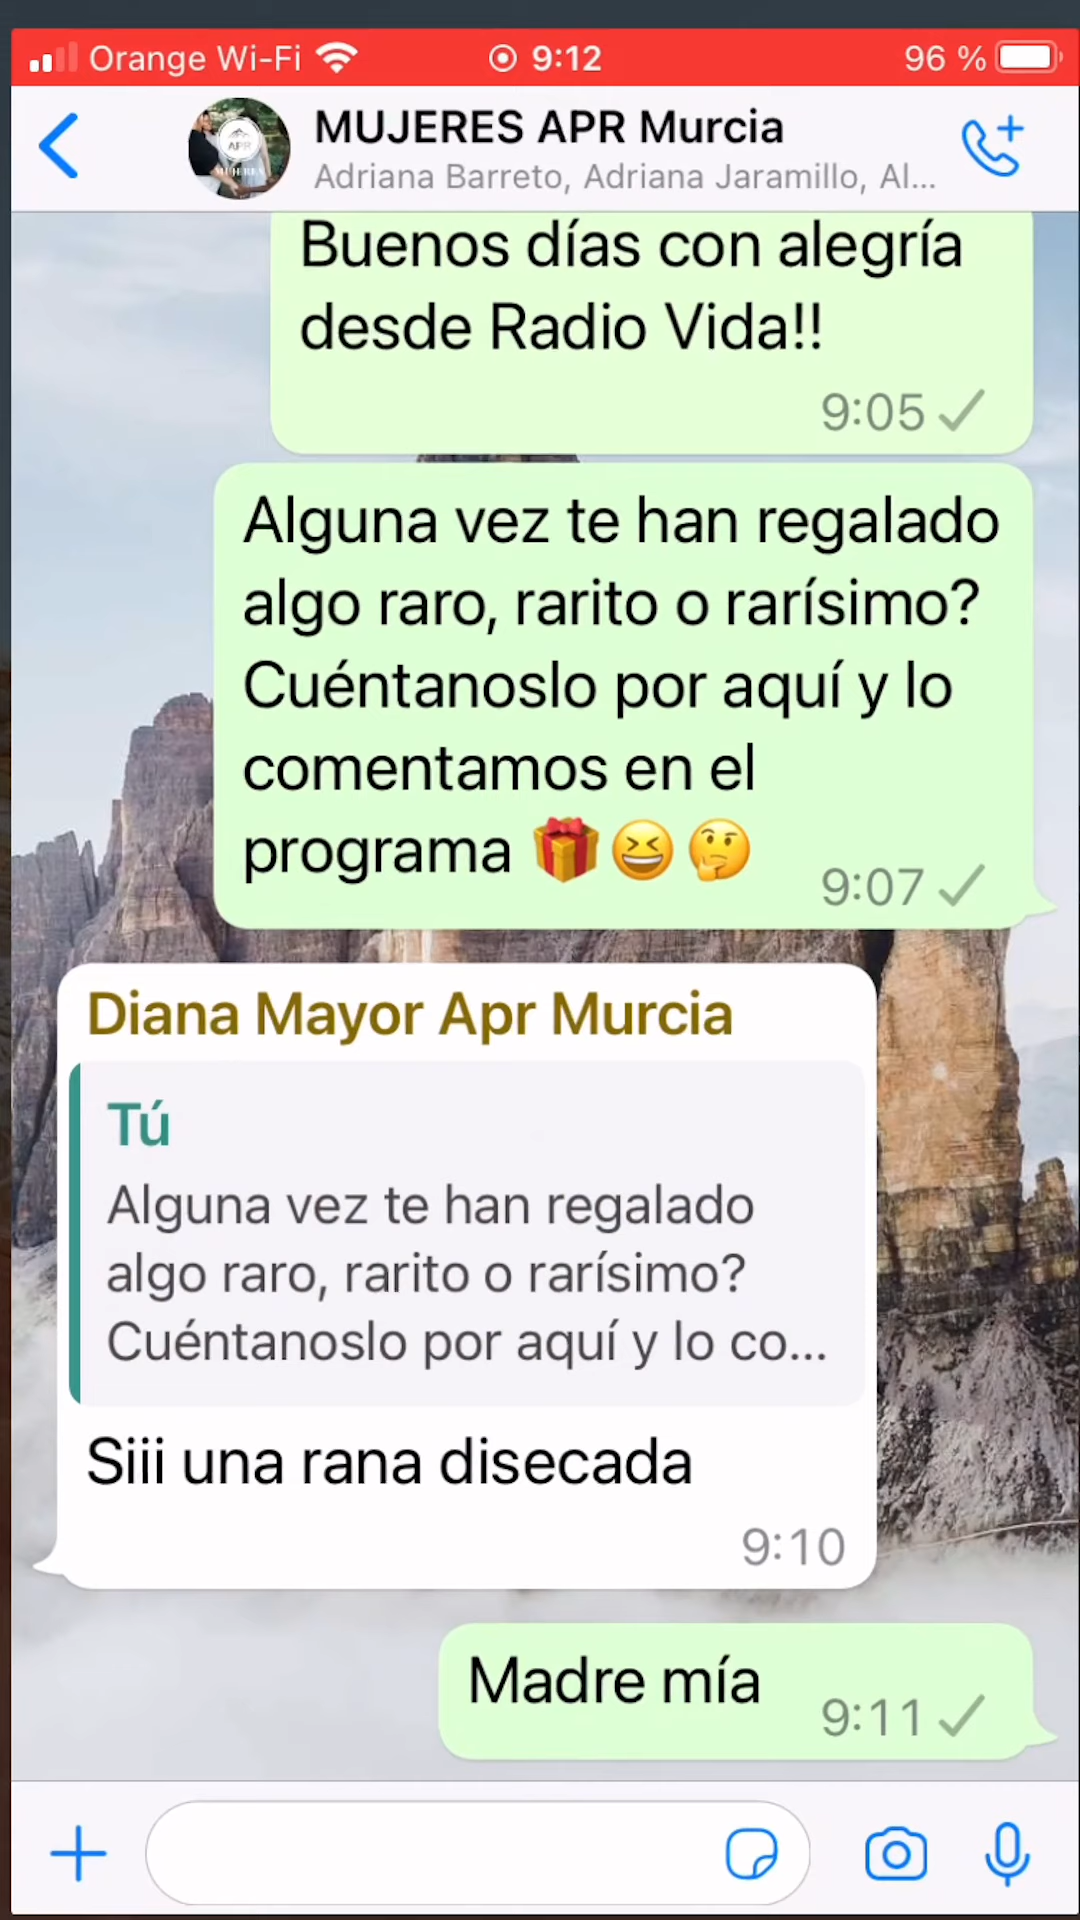 Orange Wi-Fi 9:12 96 %
MUJERES APR Murcia
Adriana Barreto, Adriana Jaramillo, Al...
APR
MUJERES
Buenos días con alegría
desde Radio Vida!!
9:05
Alguna vez te han regalado
algo raro, rarito o rarísimo?
Cuéntanoslo por aquí y lo
comentamos en el
programa 🎁😆🤔
9:07
Diana Mayor Apr Murcia
Tú
Alguna vez te han regalado
algo raro, rarito o rarísimo?
Cuéntanoslo por aquí y lo co...
Siii una rana disecada
9:10
Madre mía
9:11